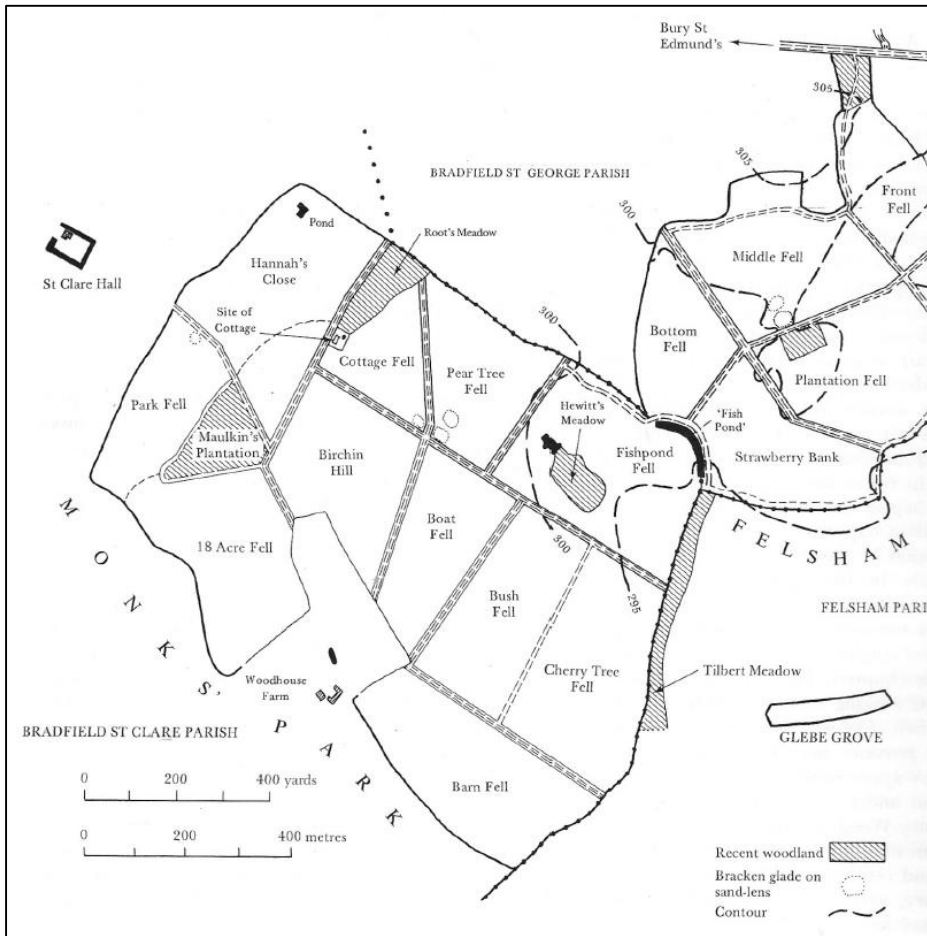 Bury St
Edmund's
305
BRADFIELD ST GEORGE PARISH
305
Front
Fell
300
Pond
Root's Meadow
Middle Fell
St Clare Hall
Hannah's
Close
Site of
Cottage
300
Bottom
Fell
Cottage Fell
Pear Tree
Fell
Plantation Fell
Park Fell
Hewitt's
Meadow
'Fish
Pond'
Maulkin's
Plantation
Birchin
Hill
Fishpond
Fell
Strawberry Bank
Boat
Fell
FELSHAM
18 Acre Fell
300
Bush
Fell
295
FELSHAM PARI
MONKS' PARK
Cherry Tree
Fell
Tilbert Meadow
Woodhouse
Farm
GLEBE GROVE
BRADFIELD ST CLARE PARISH
0 200 400 yards
Barn Fell
0 200 400 metres
Recent woodland
Bracken glade on
sand-lens
Contour